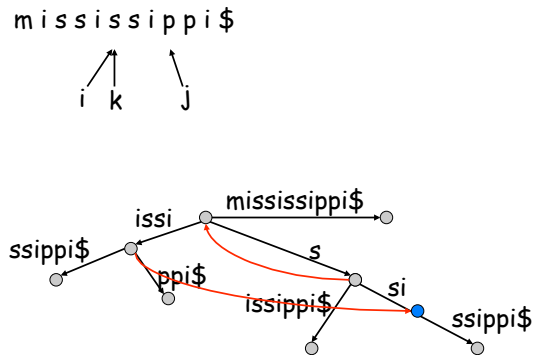 m i s s i s s i p p i $
i k j
mississippi$
issi
s
ssippi$
ppi$
si
issippi$
ssippi$